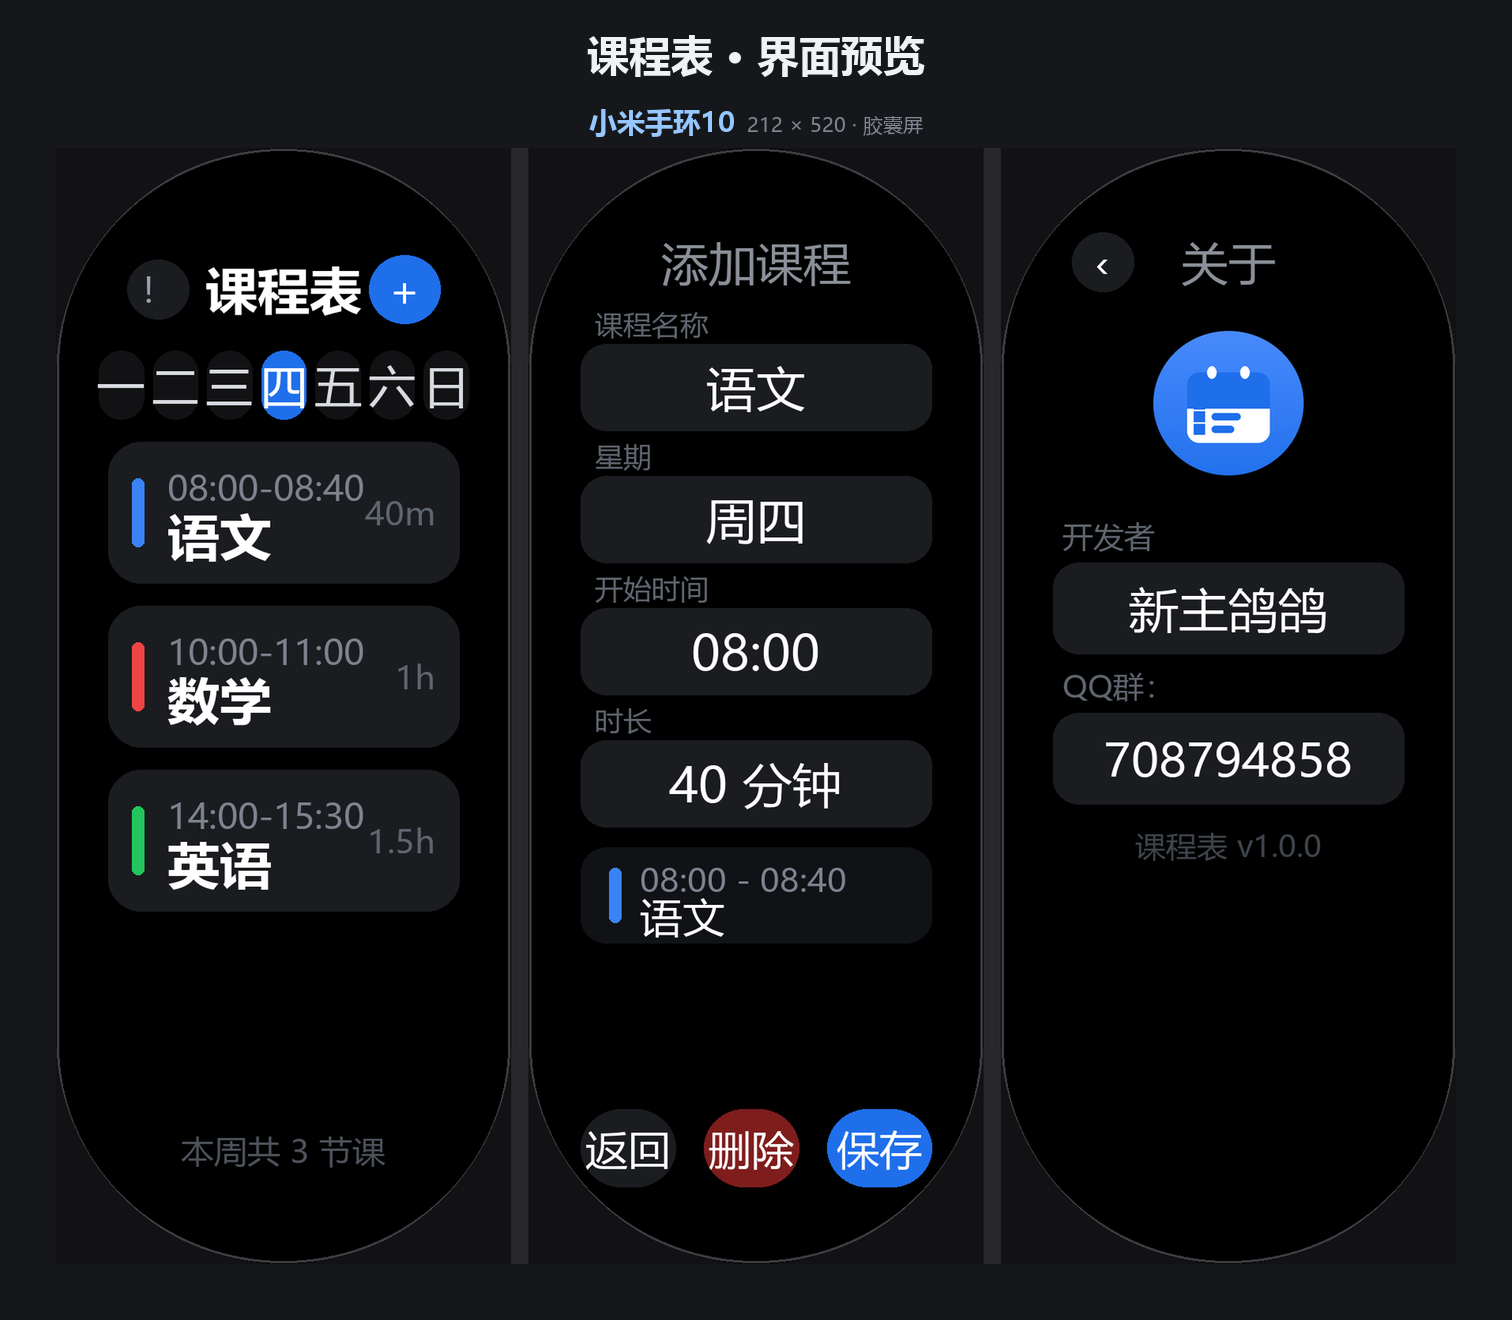 课程表 • 界面预览
小米手环10 212 × 520 · 胶囊屏
! 课程表 +
一 二 三 四 五 六 日
08:00-08:40
40m
语文
10:00-11:00
1h
数学
14:00-15:30
1.5h
英语
本周共 3 节课
添加课程
课程名称
语文
星期
周四
开始时间
08:00
时长
40 分钟
08:00 - 08:40
语文
返回 删除 保存
‹ 关于
开发者
新主鸽鸽
QQ群：
708794858
课程表 v1.0.0